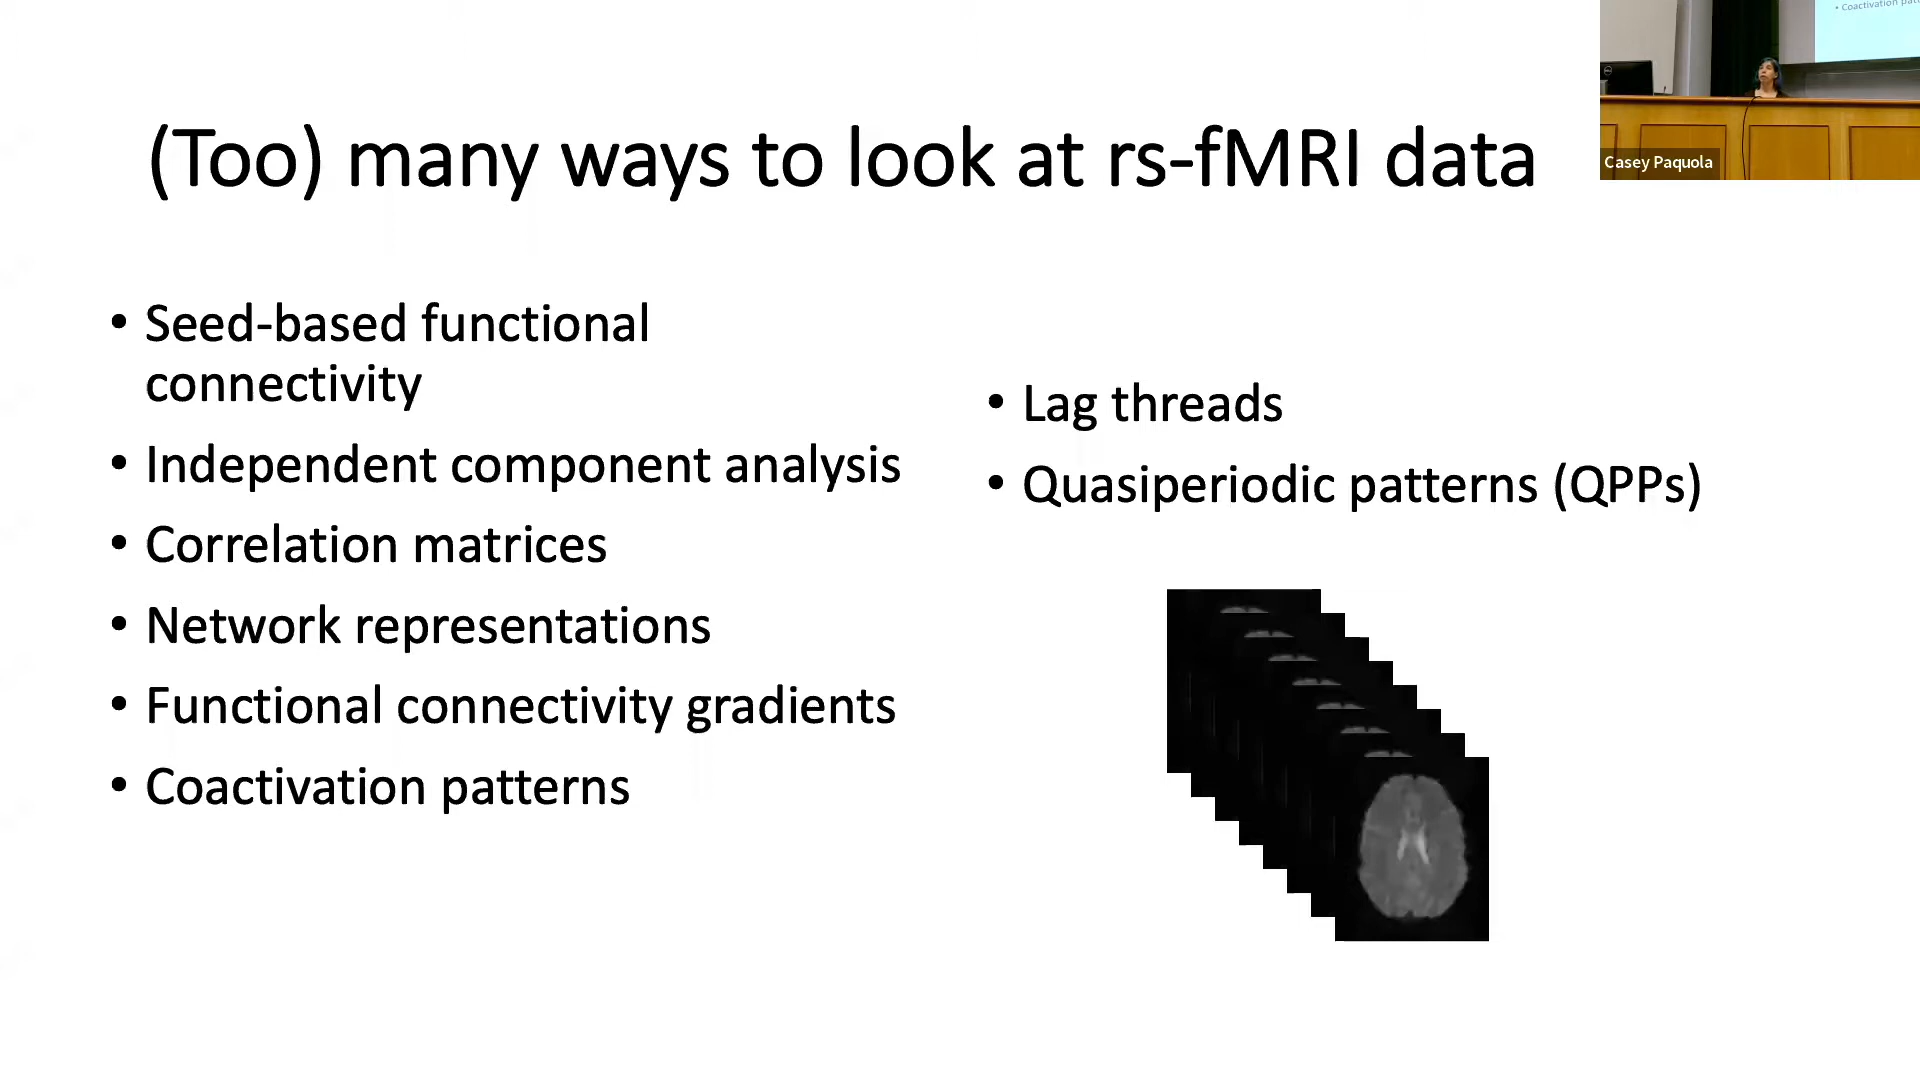 (Too) many ways to look at rs-fMRI data
• Seed-based functional
connectivity
• Independent component analysis
• Correlation matrices
• Network representations
• Functional connectivity gradients
• Coactivation patterns
• Lag threads
• Quasiperiodic patterns (QPPs)
• Coactivation
Casey Paquola